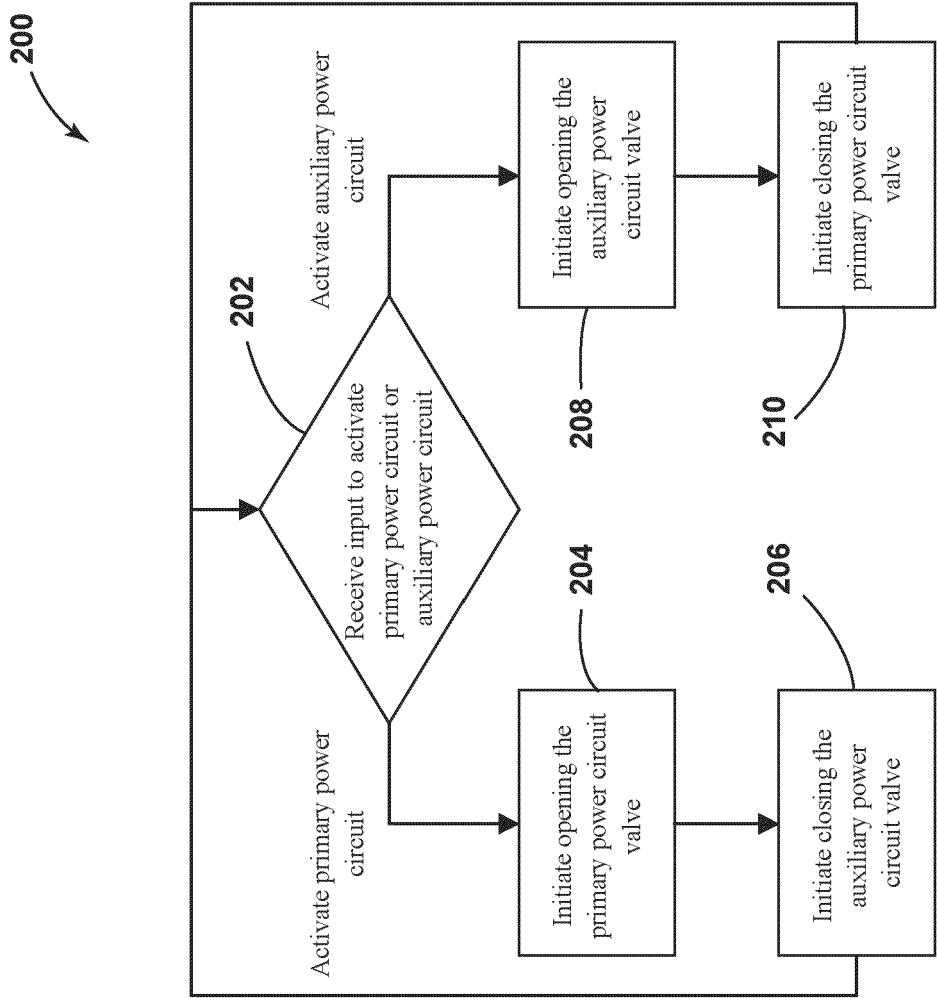 200
202
Receive input to activate
primary power circuit or
auxiliary power circuit
Activate primary power
circuit
Activate auxiliary power
circuit
Initiate opening the
primary power circuit
valve
204
Initiate opening the
auxiliary power
circuit valve
208
Initiate closing the
auxiliary power
circuit valve
206
Initiate closing the
primary power circuit
valve
210